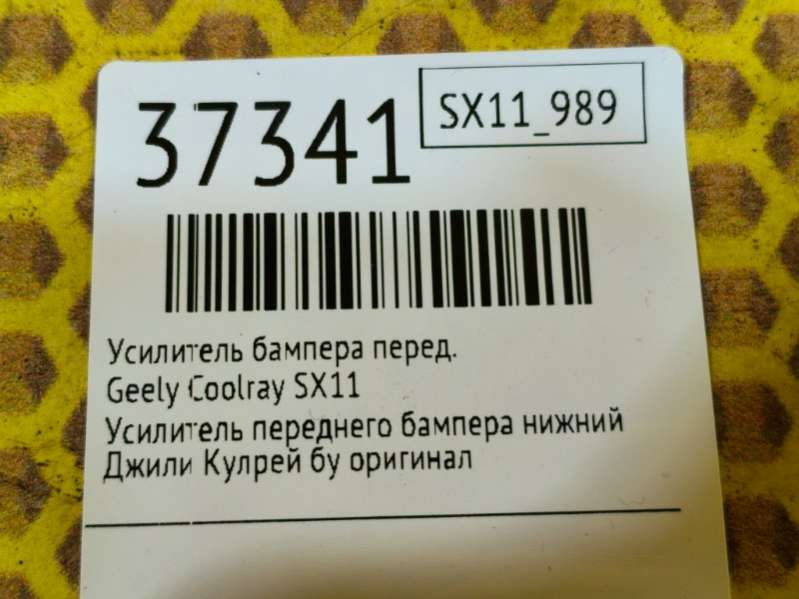 37341
SX11_989
Усилитель бампера перед.
Geely Coolray SX11
Усилитель переднего бампера нижний
Джили Кулрей бу оригинал